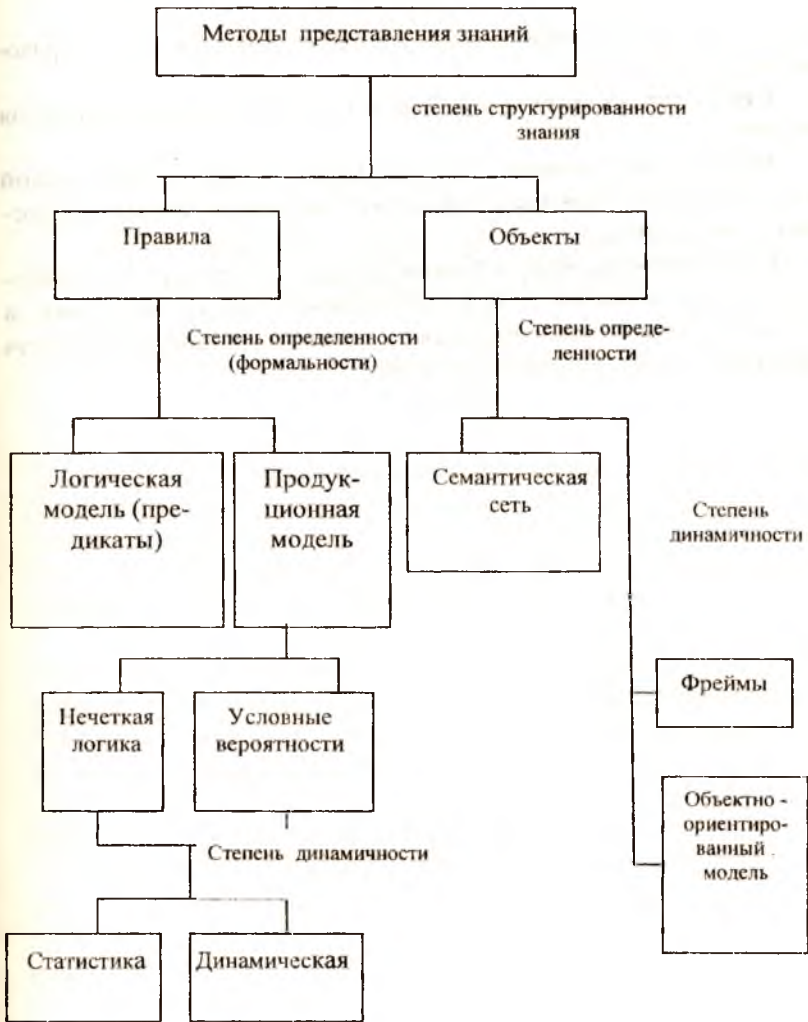 Методы представления знаний
степень структурированности
знания
Правила
Объекты
Степень определенности
(формальности)
Степень опреде-
ленности
Логическая
модель (пре-
дикаты)
Продук-
ционная
модель
Семантическая
сеть
Степень
динамичности
Нечеткая
логика
Условные
вероятности
Фреймы
Степень динамичности
Объектно -
ориентиро-
ванный
модель
Статистика
Динамическая